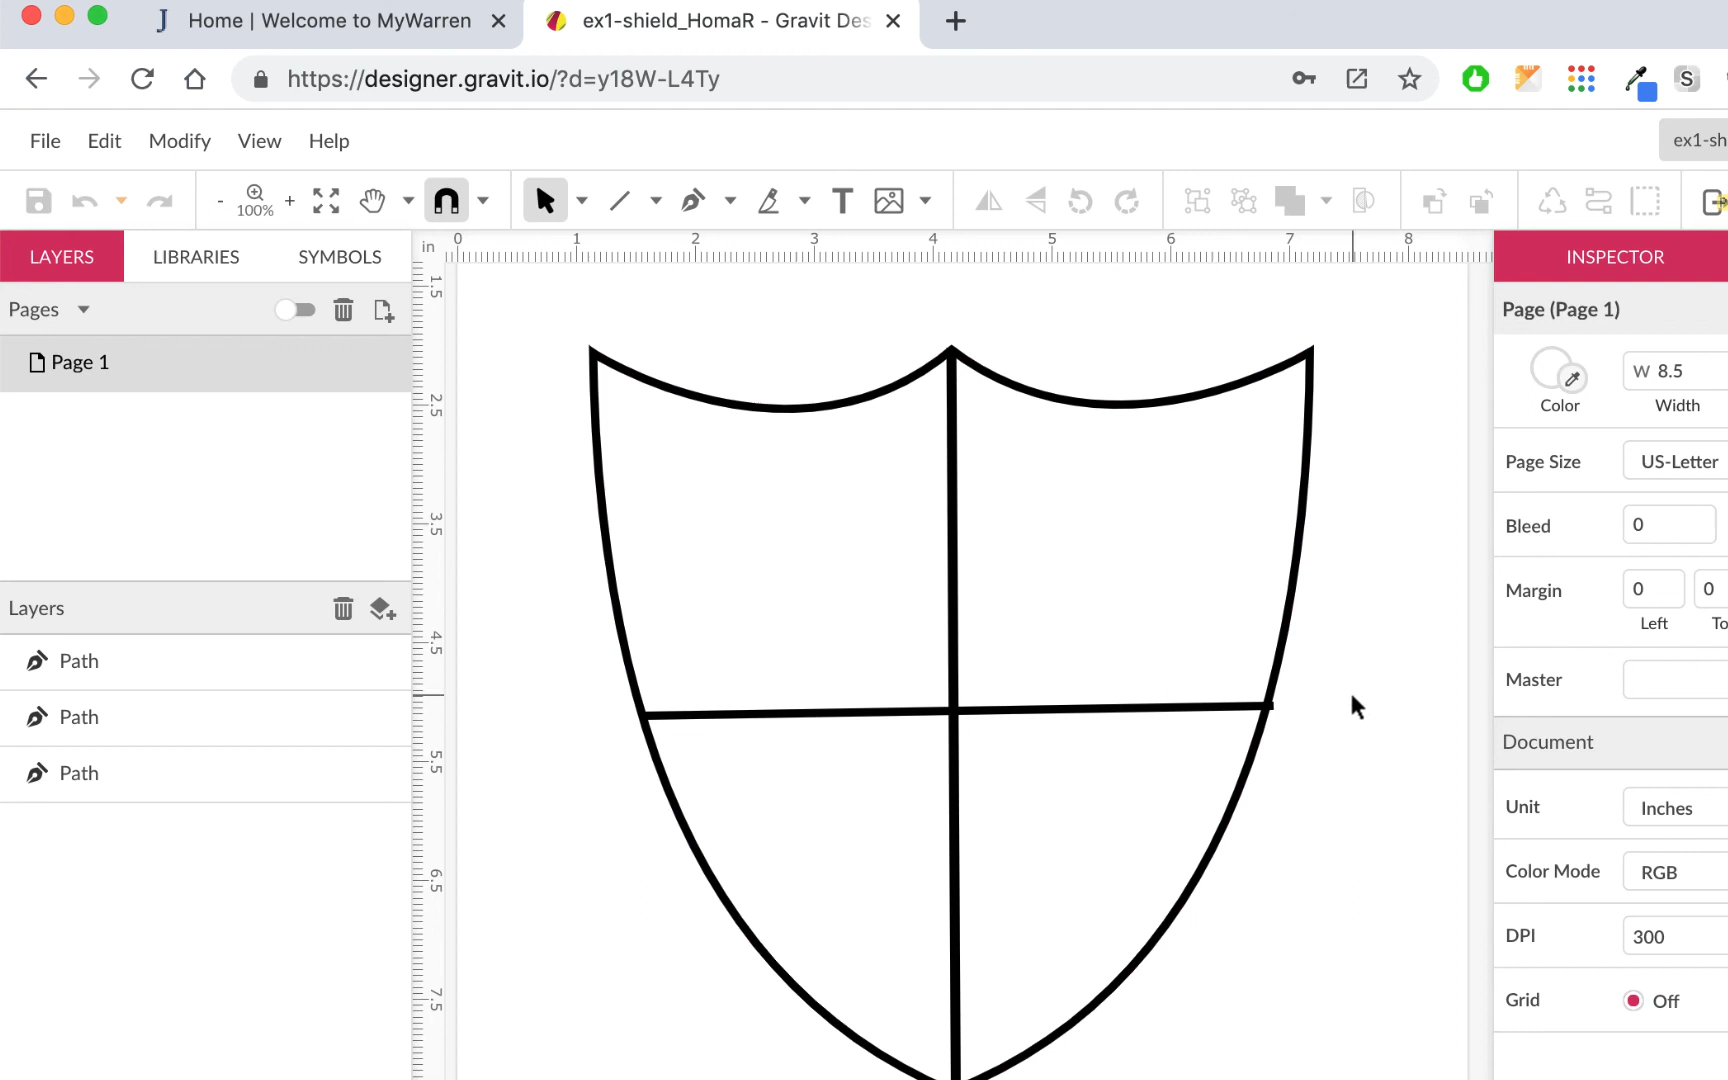 Home | Welcome to MyWarren
ex1-shield_HomaR - Gravit Des
https://designer.gravit.io/?d=y18W-L4Ty
File Edit Modify View Help
ex1-sh
- 100% +
T
S
LAYERS LIBRARIES SYMBOLS
in 0 1 2 3 4 5 6 7 8
INSPECTOR
Pages
Page (Page 1)
Page 1
W 8.5
Color Width
Page Size US-Letter
Bleed 0
Margin 0 0
Left To
Layers
Path
Path
Path
Master
Document
Unit Inches
Color Mode RGB
DPI 300
Grid Off
1.5
2.5
3.5
4.5
5.5
6.5
7.5